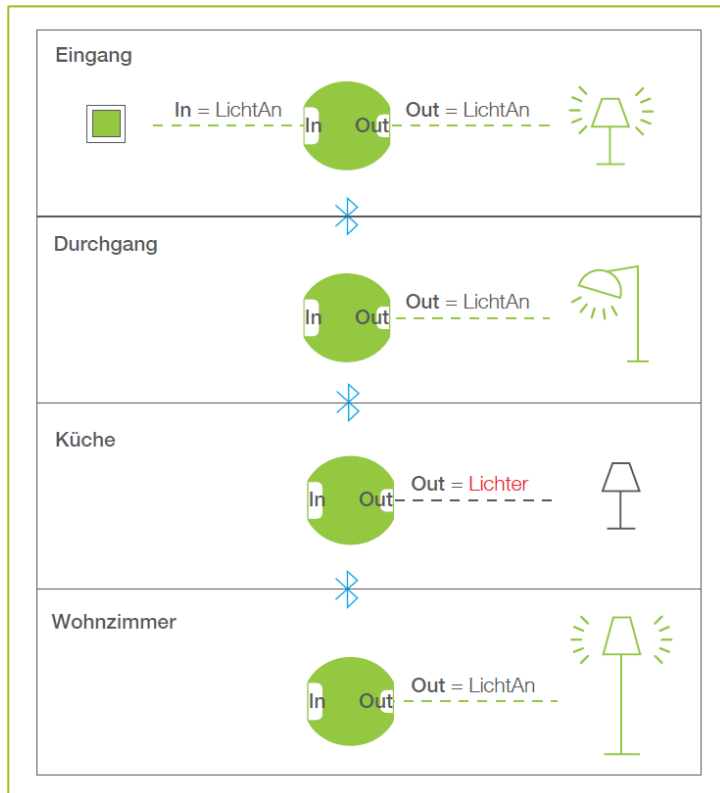 Eingang
In = LichtAn
In
Out
Out = LichtAn
Durchgang
In
Out
Out = LichtAn
Küche
In
Out
Out = Lichter
Wohnzimmer
In
Out
Out = LichtAn